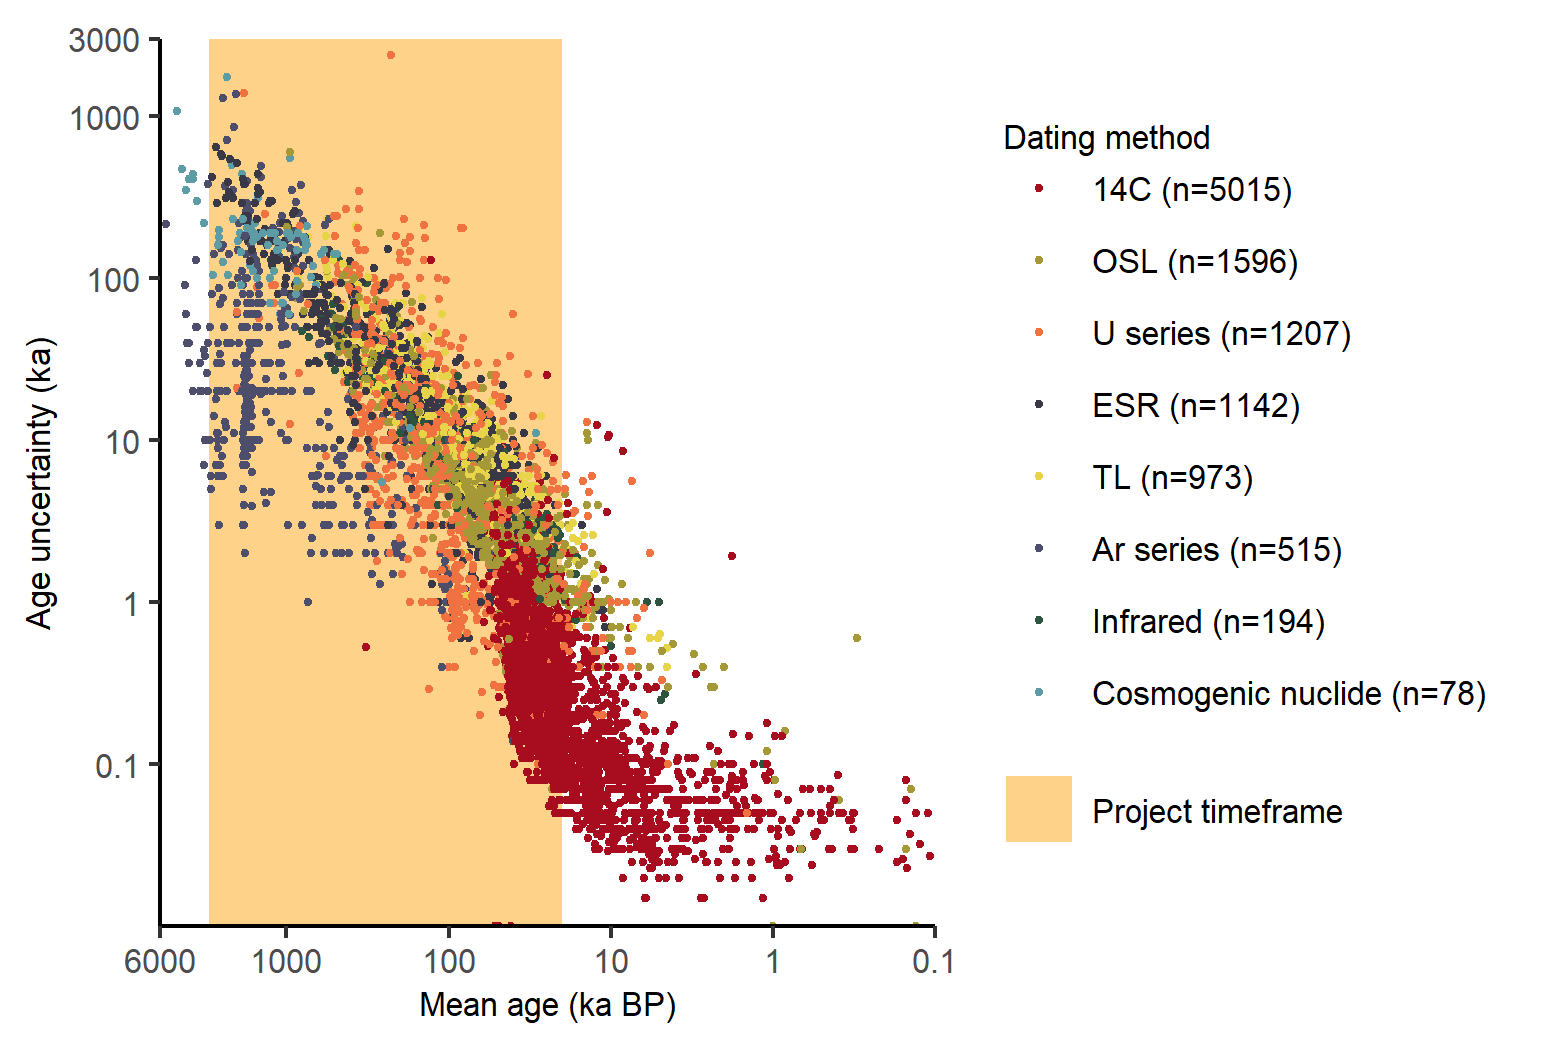 3000
1000
100
10
1
0.1
Age uncertainty (ka)
6000 1000 100 10 1 0.1
Mean age (ka BP)
Dating method
14C (n=5015)
OSL (n=1596)
U series (n=1207)
ESR (n=1142)
TL (n=973)
Ar series (n=515)
Infrared (n=194)
Cosmogenic nuclide (n=78)
Project timeframe